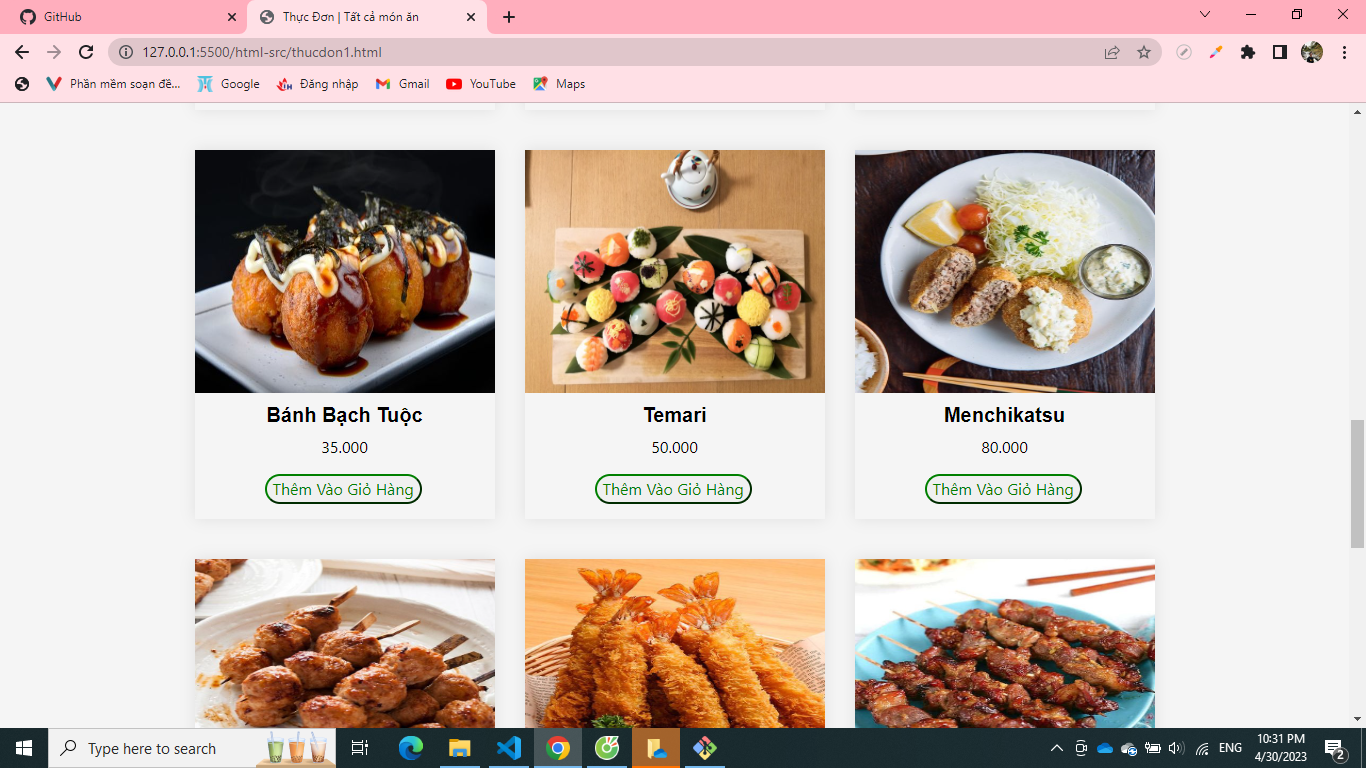 GitHub
Thực Đơn | Tất cả món ăn
127.0.0.1:5500/html-src/thucdon1.html
Phần mềm soạn đề...
Google
Đăng nhập
Gmail
YouTube
Maps
Bánh Bạch Tuộc
Temari
Menchikatsu
35.000
50.000
80.000
Thêm Vào Giỏ Hàng
Thêm Vào Giỏ Hàng
Thêm Vào Giỏ Hàng
Type here to search
ENG
10:31 PM
4/30/2023
2